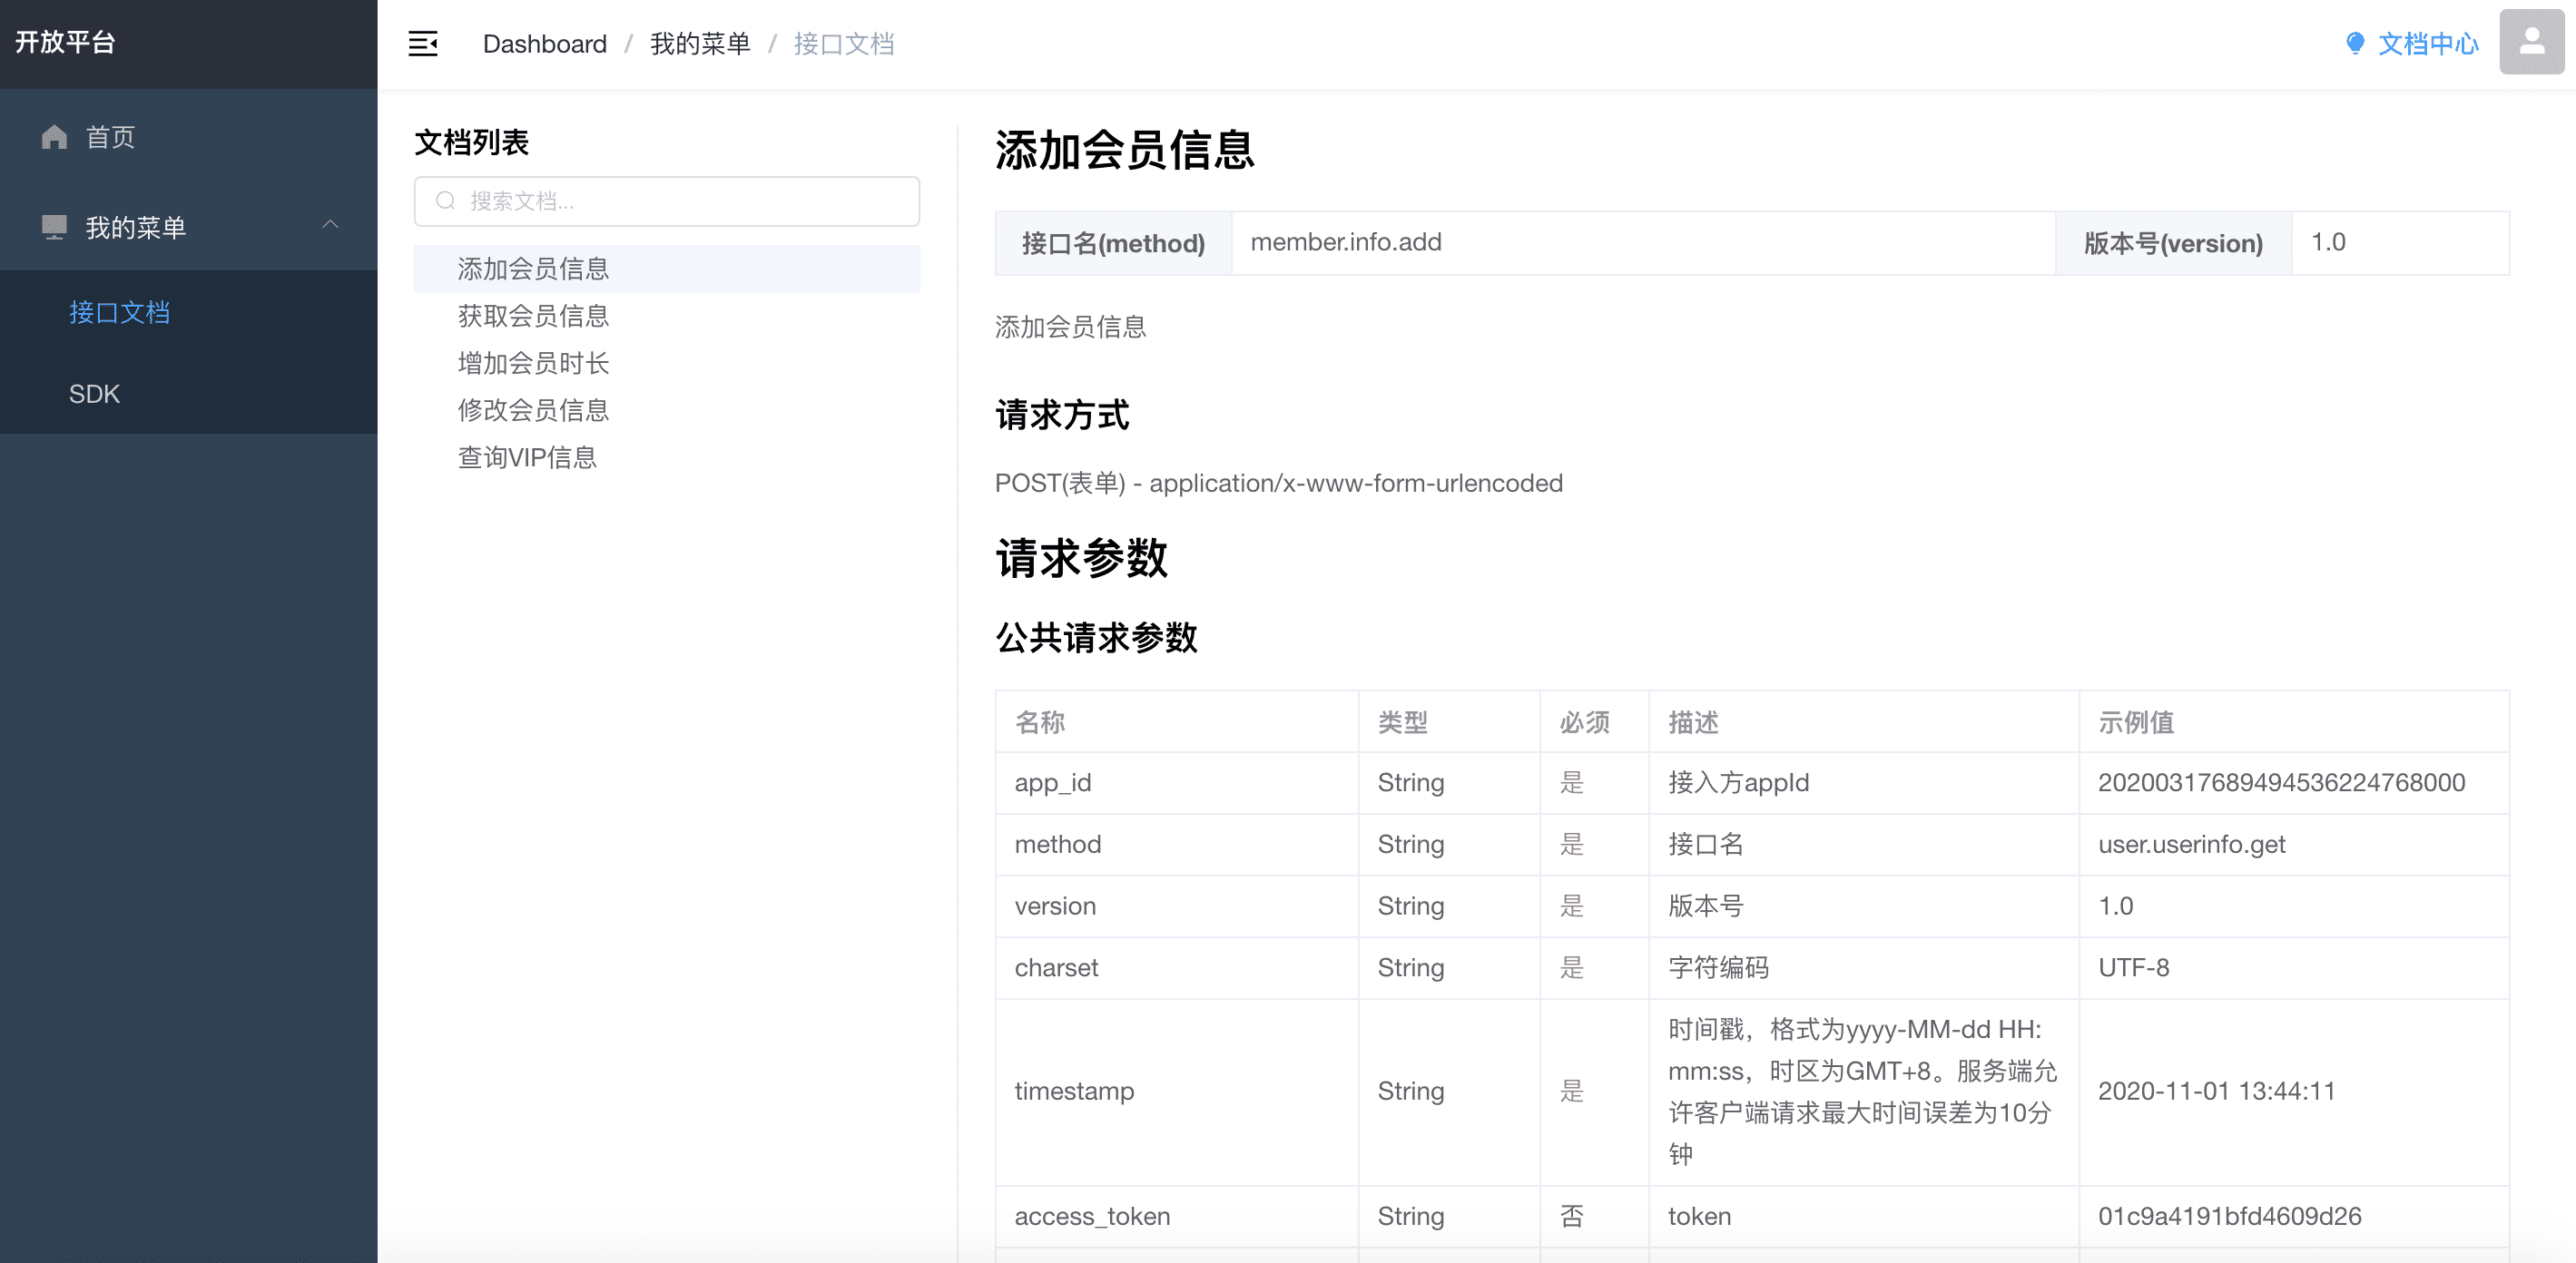 开放平台
Dashboard / 我的菜单 / 接口文档
文档中心
首页
我的菜单
接口文档
SDK
文档列表
搜索文档...
添加会员信息
获取会员信息
增加会员时长
修改会员信息
查询VIP信息
添加会员信息
接口名(method) member.info.add 版本号(version) 1.0
添加会员信息
请求方式
POST(表单) - application/x-www-form-urlencoded
请求参数
公共请求参数
名称 类型 必须 描述 示例值
app_id String 是 接入方appId 20200317689494536224768000
method String 是 接口名 user.userinfo.get
version String 是 版本号 1.0
charset String 是 字符编码 UTF-8
timestamp String 是 时间戳，格式为yyyy-MM-dd HH:
mm:ss，时区为GMT+8。服务端允
许客户端请求最大时间误差为10分
钟
2020-11-01 13:44:11
access_token String 否 token 01c9a4191bfd4609d26